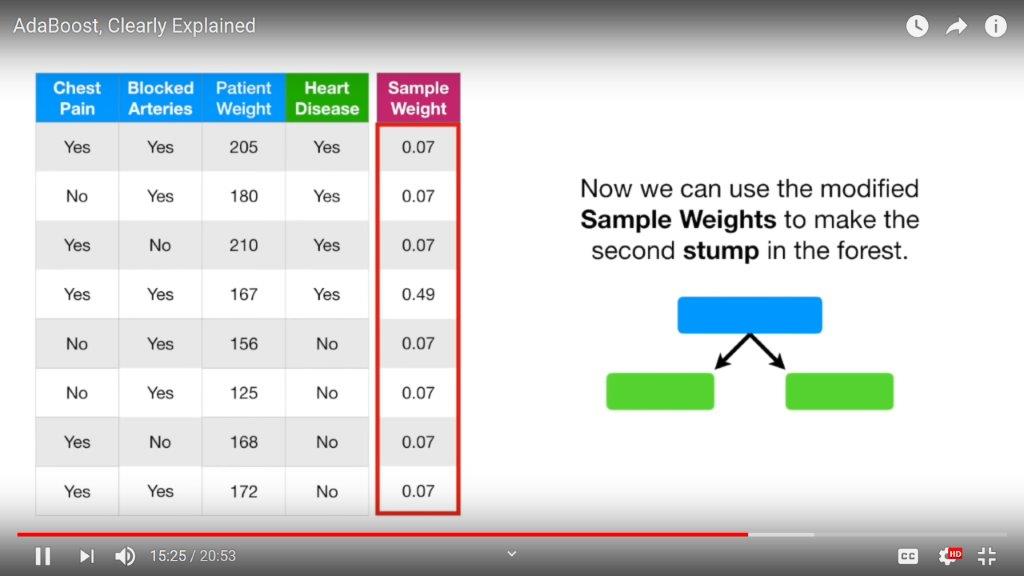 AdaBoost, Clearly Explained
Chest Pain Blocked Arteries Patient Weight Heart Disease Sample Weight
Yes Yes 205 Yes 0.07
No Yes 180 Yes 0.07
Yes No 210 Yes 0.07
Yes Yes 167 Yes 0.49
No Yes 156 No 0.07
No Yes 125 No 0.07
Yes No 168 No 0.07
Yes Yes 172 No 0.07
Now we can use the modified
Sample Weights to make the
second stump in the forest.
15:25 / 20:53
CC
HD